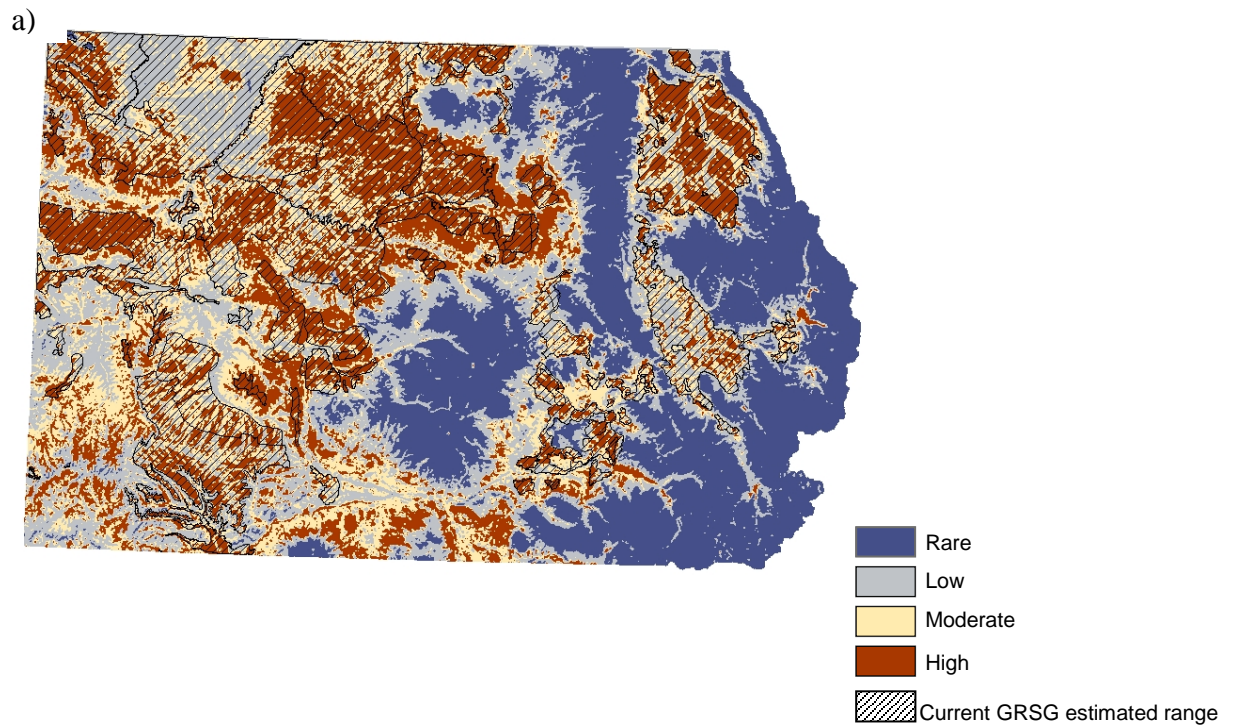 a)
Rare
Low
Moderate
High
Current GRSG estimated range